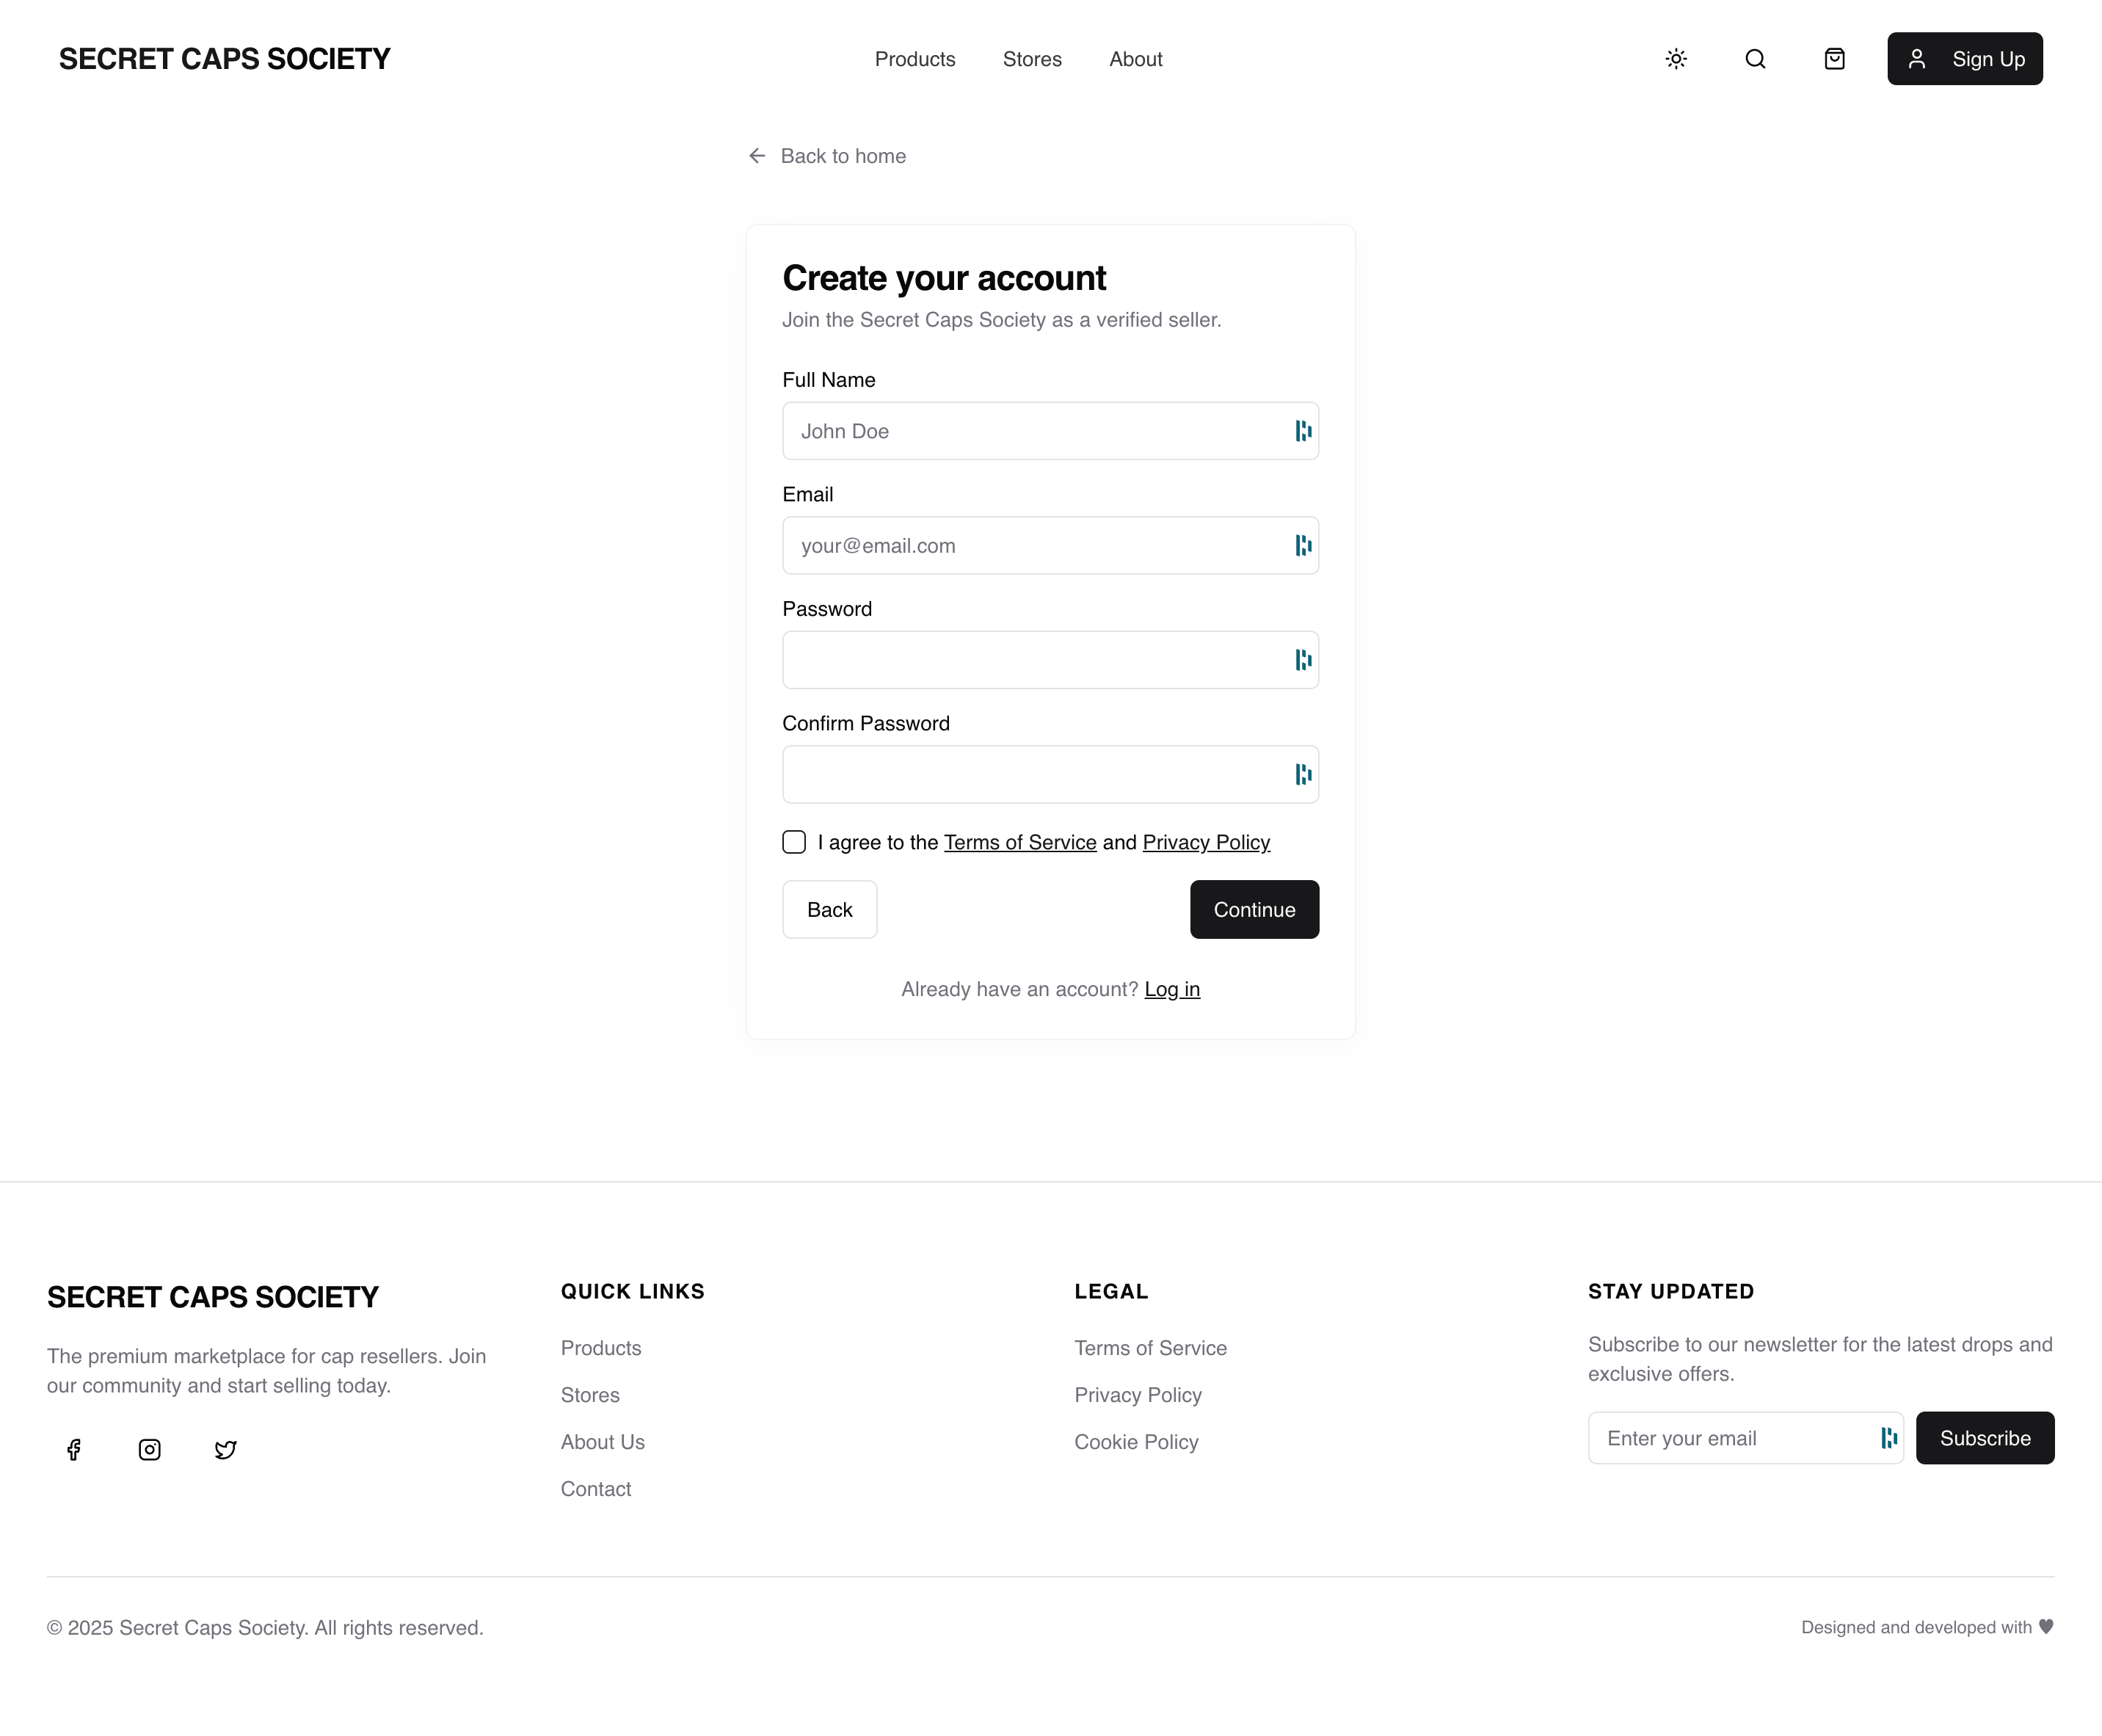 SECRET CAPS SOCIETY
Products
Stores
About
Sign Up
Back to home
Create your account
Join the Secret Caps Society as a verified seller.
Full Name
John Doe
Email
your@email.com
Password
Confirm Password
I agree to the Terms of Service and Privacy Policy
Back
Continue
Already have an account? Log in
SECRET CAPS SOCIETY
The premium marketplace for cap resellers. Join
our community and start selling today.
QUICK LINKS
Products
Stores
About Us
Contact
LEGAL
Terms of Service
Privacy Policy
Cookie Policy
STAY UPDATED
Subscribe to our newsletter for the latest drops and
exclusive offers.
Enter your email
Subscribe
© 2025 Secret Caps Society. All rights reserved.
Designed and developed with ♥